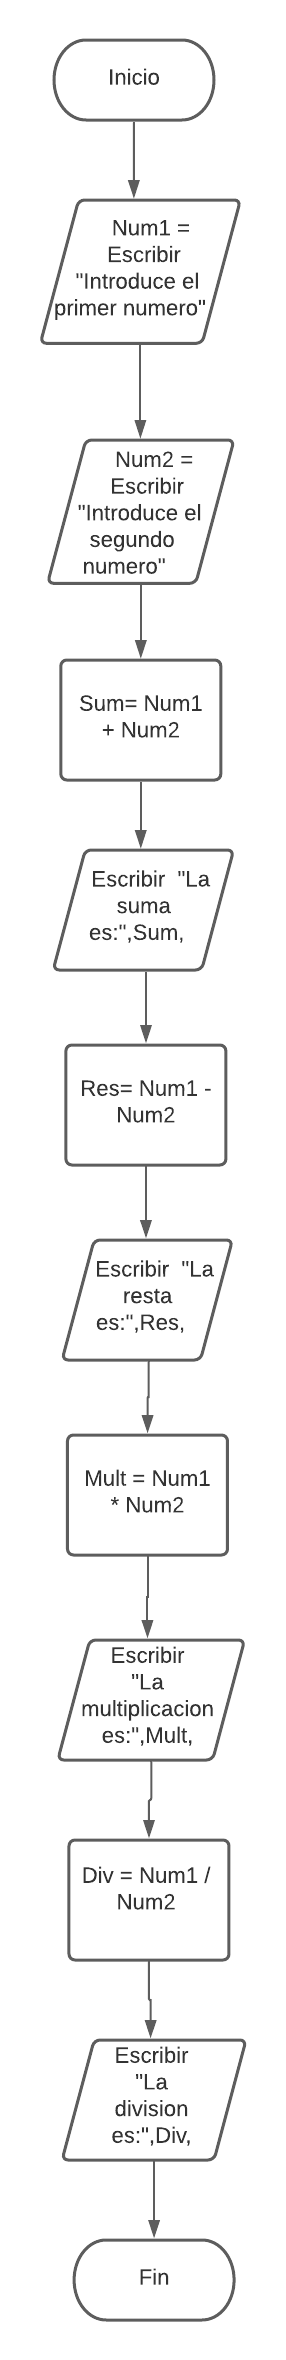 Inicio
Num1 =
Escribir
"Introduce el
primer numero"
Num2 =
Escribir
"Introduce el
segundo
numero"
Sum= Num1
+ Num2
Escribir  "La
suma
es:",Sum,
Res= Num1 -
Num2
Escribir  "La
resta
es:",Res,
Mult = Num1
* Num2
Escribir
"La
multiplicacion
es:",Mult,
Div = Num1 /
Num2
Escribir
"La
division
es:",Div,
Fin